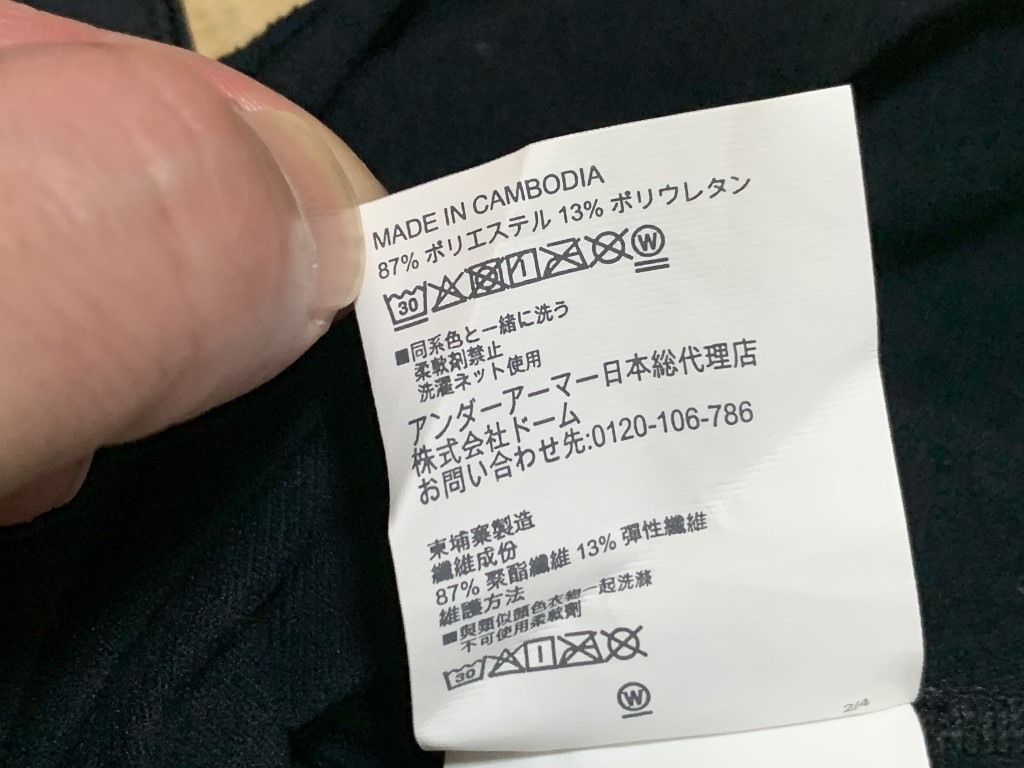 MADE IN CAMBODIA
87% ポリエステル 13% ポリウレタン
30 W
■同系色と一緒に洗う
柔軟剤禁止
洗濯ネット使用
アンダーアーマー日本総代理店
株式会社ドーム
お問い合わせ先:0120-106-786
柬埔寨製造
纖維成份
87% 聚酯纖維 13% 彈性纖維
維護方法
■與類似顏色衣物一起洗滌
不可使用柔軟劑
30
W